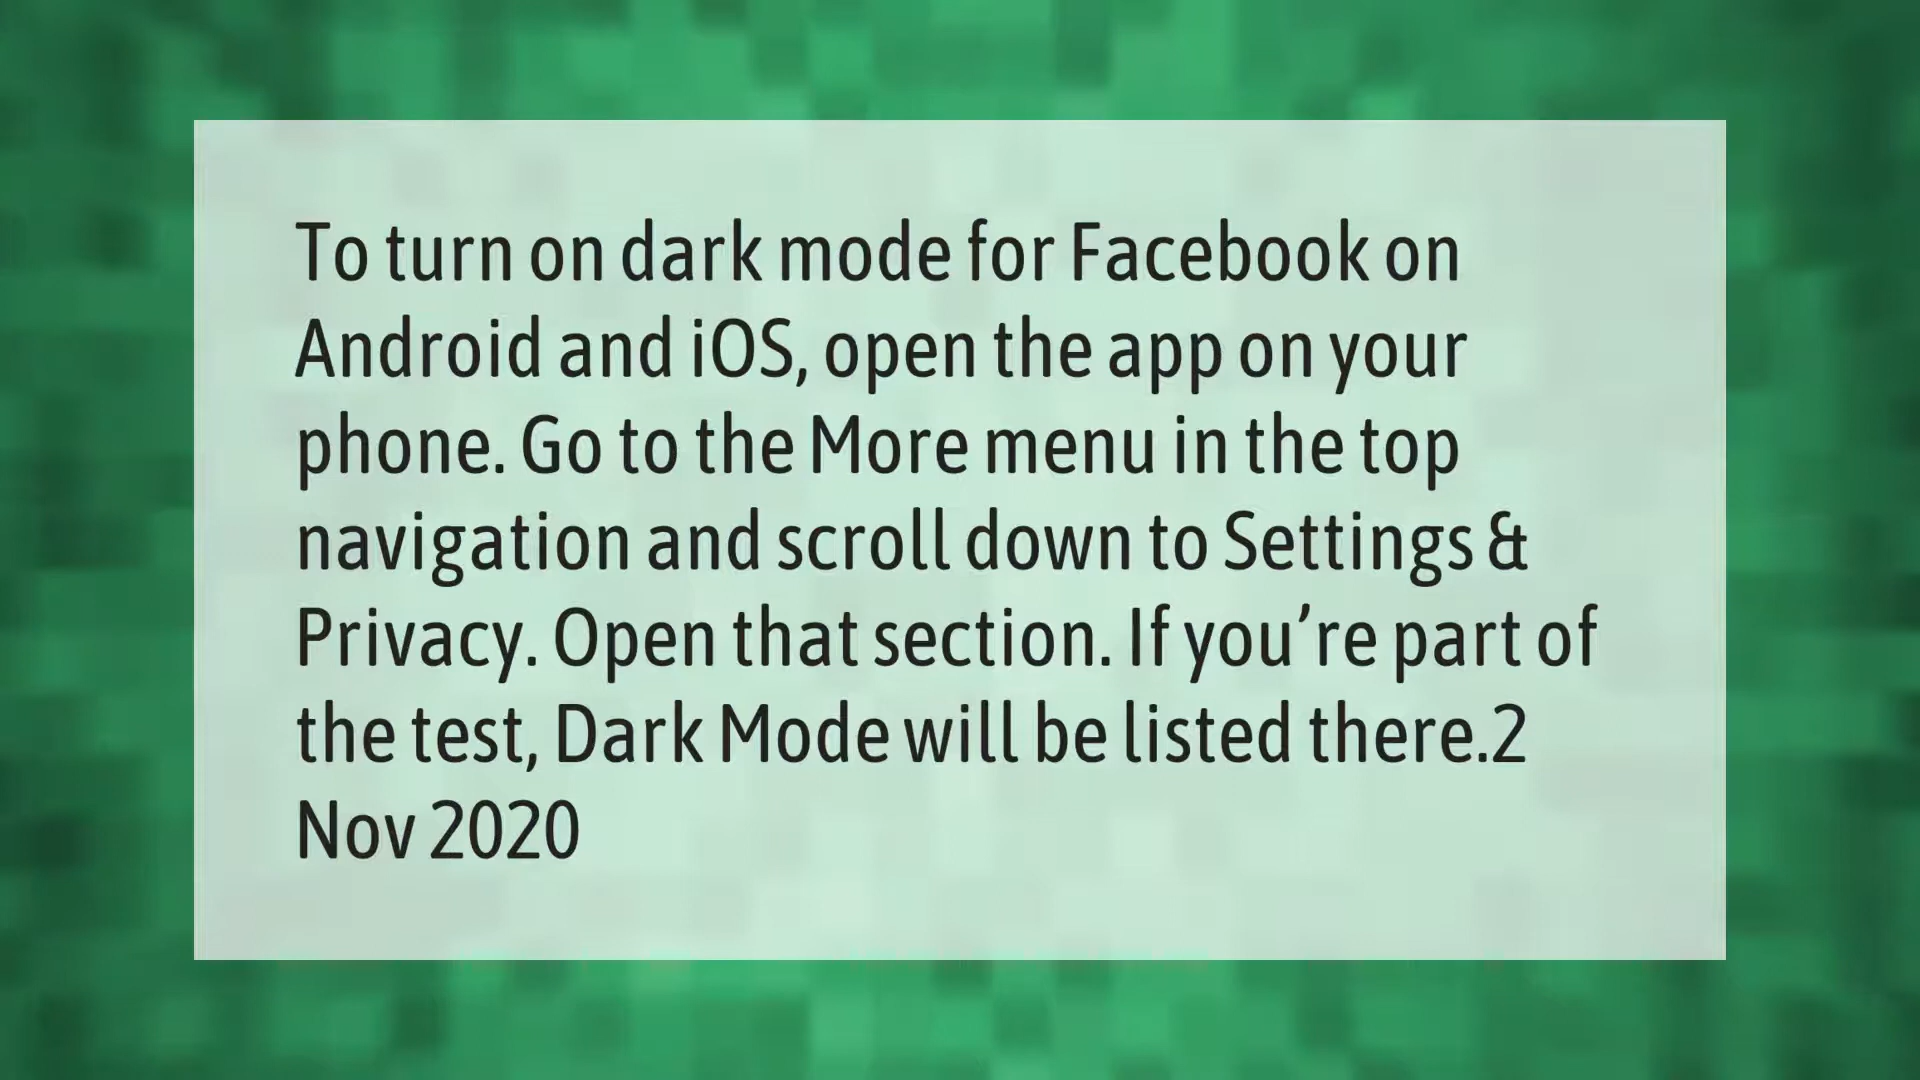 To turn on dark mode for Facebook on
Android and iOS, open the app on your
phone. Go to the More menu in the top
navigation and scroll down to Settings &
Privacy. Open that section. If you’re part of
the test, Dark Mode will be listed there.2
Nov 2020